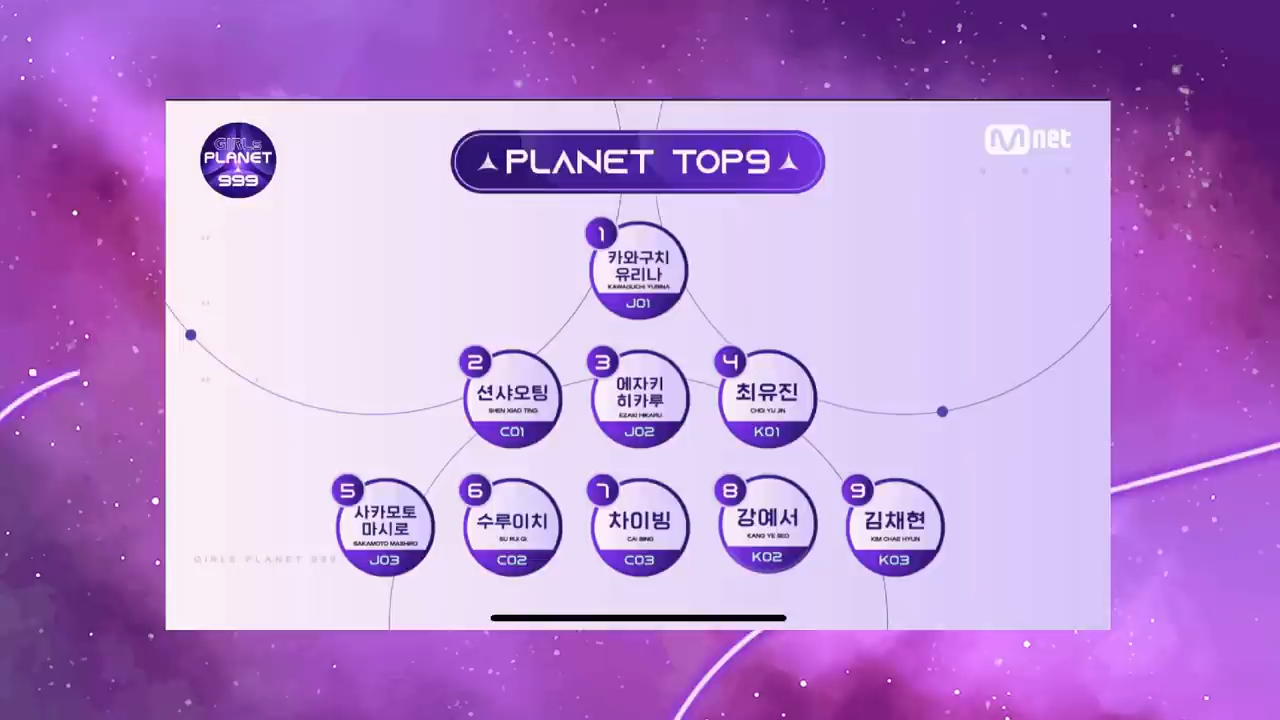 GIRLS
PLANET
999
PLANET TOP9
Mnet
1
카와구치
유리나
KAWAGUCHI YURINA
J01
2
션샤오팅
SHEN XIAO TING
C01
3
에자키
히카루
EZAKI HIKARU
J02
4
최유진
CHOI YU JIN
K01
5
사카모토
마시로
SAKAMOTO MASHIRO
J03
6
수루이치
SU RUI QI
C02
7
차이빙
CAI BING
C03
8
강예서
KANG YE SEO
K02
9
김채현
KIM CHAE HYUN
K03
GIRLS PLANET 999